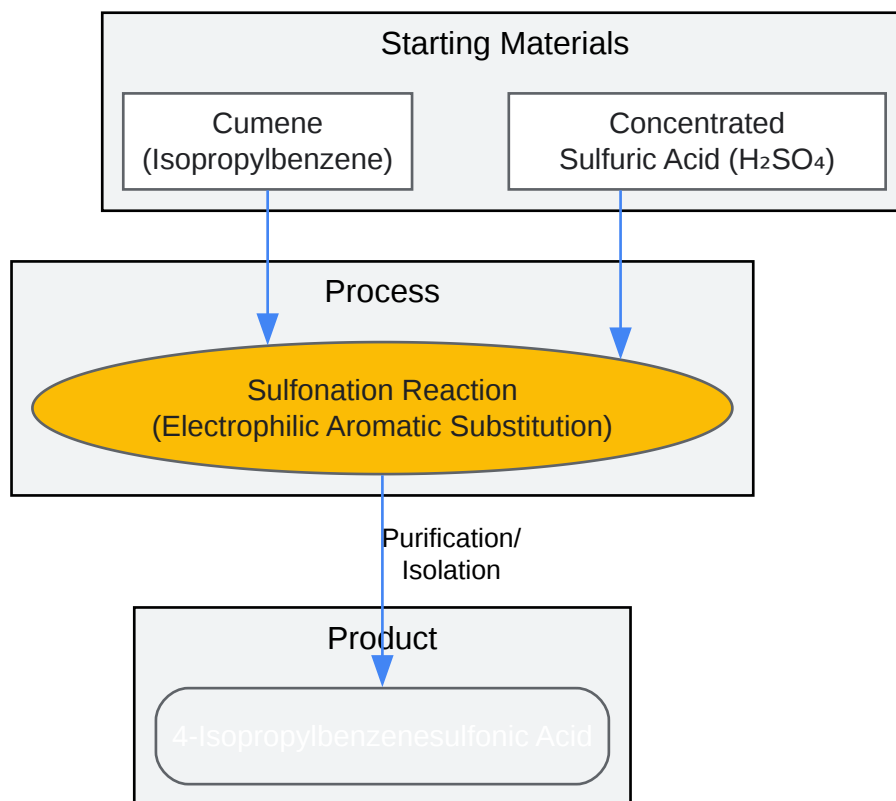 Starting Materials
Cumene
(Isopropylbenzene)
Concentrated
Sulfuric Acid (H₂SO₄)
Process
Sulfonation Reaction
(Electrophilic Aromatic Substitution)
Purification/
Isolation
Product
4-Isopropylbenzenesulfonic Acid